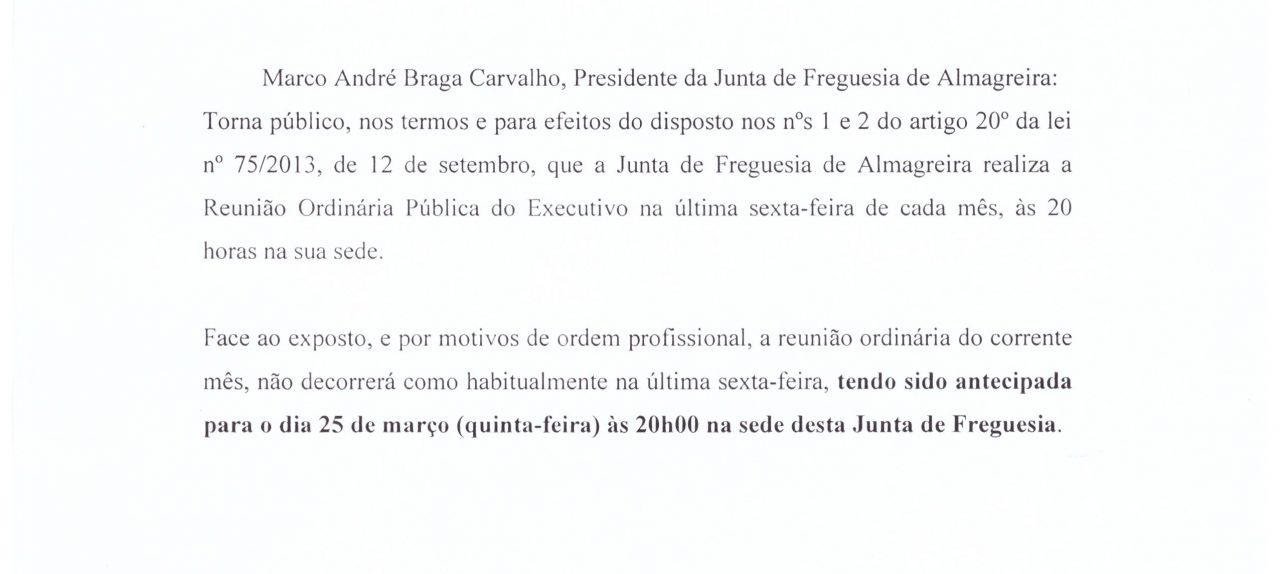 Marco André Braga Carvalho, Presidente da Junta de Freguesia de Almagreira:
Torna público, nos termos e para efeitos do disposto nos nºs 1 e 2 do artigo 20º da lei
nº 75/2013, de 12 de setembro, que a Junta de Freguesia de Almagreira realiza a
Reunião Ordinária Pública do Executivo na última sexta-feira de cada mês, às 20
horas na sua sede.
Face ao exposto, e por motivos de ordem profissional, a reunião ordinária do corrente
mês, não decorrerá como habitualmente na última sexta-feira, tendo sido antecipada
para o dia 25 de março (quinta-feira) às 20h00 na sede desta Junta de Freguesia.